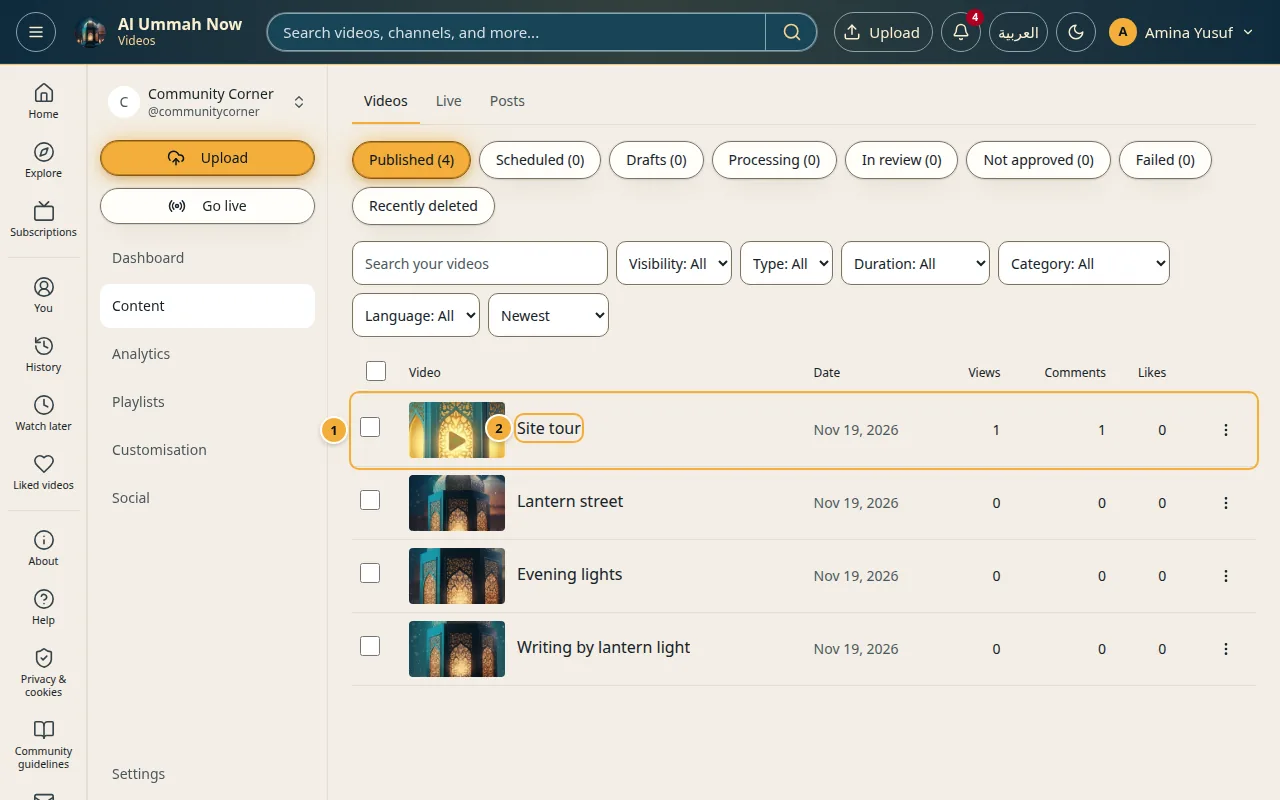 Al Ummah Now
Videos
Search videos, channels, and more...
Upload
4
العربية
A
Amina Yusuf
Home
Explore
Subscriptions
You
History
Watch later
Liked videos
About
Help
Privacy &
cookies
Community
guidelines
C
Community Corner
@communitycorner
Upload
Go live
Dashboard
Content
Analytics
Playlists
Customisation
Social
Settings
Videos
Live
Posts
Published (4)
Scheduled (0)
Drafts (0)
Processing (0)
In review (0)
Not approved (0)
Failed (0)
Recently deleted
Search your videos
Visibility: All
Type: All
Duration: All
Category: All
Language: All
Newest
Video Date Views Comments Likes
1 2 Site tour Nov 19, 2026 1 1 0
Lantern street Nov 19, 2026 0 0 0
Evening lights Nov 19, 2026 0 0 0
Writing by lantern light Nov 19, 2026 0 0 0